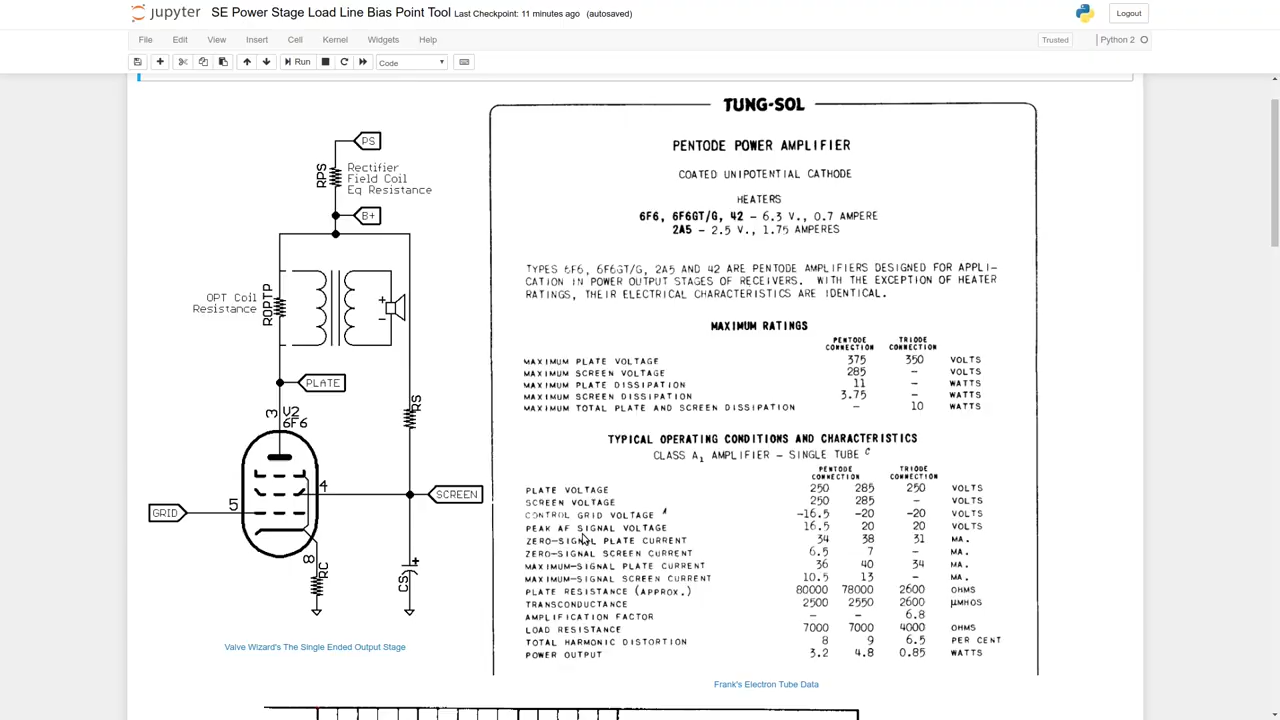 jupyter SE Power Stage Load Line Bias Point Tool Last Checkpoint: 11 minutes ago (autosaved)
Logout
File Edit View Insert Cell Kernel Widgets Help
Trusted Python 2
Run Code
PS
RPS
Rectifier
Field Coil
Eq Resistance
B+
OPT Coil
Resistance
ROPTP
+
−
PLATE
3 V2
6F6
RS
4
SCREEN
GRID
5
8
RC
CS
+
Valve Wizard's The Single Ended Output Stage
TUNG-SOL
PENTODE POWER AMPLIFIER
COATED UNIPOTENTIAL CATHODE
HEATERS
6F6, 6F6GT/G, 42 – 6.3 V., 0.7 AMPERE
2A5 – 2.5 V., 1.75 AMPERES
TYPES 6F6, 6F6GT/G, 2A5 AND 42 ARE PENTODE AMPLIFIERS DESIGNED FOR APPLI-
CATION IN POWER OUTPUT STAGES OF RECEIVERS. WITH THE EXCEPTION OF HEATER
RATINGS, THEIR ELECTRICAL CHARACTERISTICS ARE IDENTICAL.
MAXIMUM RATINGS
PENTODE TRIODE
CONNECTION CONNECTION
MAXIMUM PLATE VOLTAGE 375 350 VOLTS
MAXIMUM SCREEN VOLTAGE 285 – VOLTS
MAXIMUM PLATE DISSIPATION 11 – WATTS
MAXIMUM SCREEN DISSIPATION 3.75 – WATTS
MAXIMUM TOTAL PLATE AND SCREEN DISSIPATION – 10 WATTS
TYPICAL OPERATING CONDITIONS AND CHARACTERISTICS
CLASS A₁ AMPLIFIER – SINGLE TUBE C
PENTODE TRIODE
CONNECTION CONNECTION
PLATE VOLTAGE 250 285 250 VOLTS
SCREEN VOLTAGE 250 285 – VOLTS
CONTROL GRID VOLTAGE A -16.5 -20 -20 VOLTS
PEAK AF SIGNAL VOLTAGE 16.5 20 20 VOLTS
ZERO-SIGNAL PLATE CURRENT 34 38 31 MA.
ZERO-SIGNAL SCREEN CURRENT 6.5 7 – MA.
MAXIMUM-SIGNAL PLATE CURRENT 36 40 34 MA.
MAXIMUM-SIGNAL SCREEN CURRENT 10.5 13 – MA.
PLATE RESISTANCE (APPROX.) 80000 78000 2600 OHMS
TRANSCONDUCTANCE 2500 2550 2600 µMHOS
AMPLIFICATION FACTOR – – 6.8
LOAD RESISTANCE 7000 7000 4000 OHMS
TOTAL HARMONIC DISTORTION 8 9 6.5 PER CENT
POWER OUTPUT 3.2 4.8 0.85 WATTS
Frank's Electron Tube Data